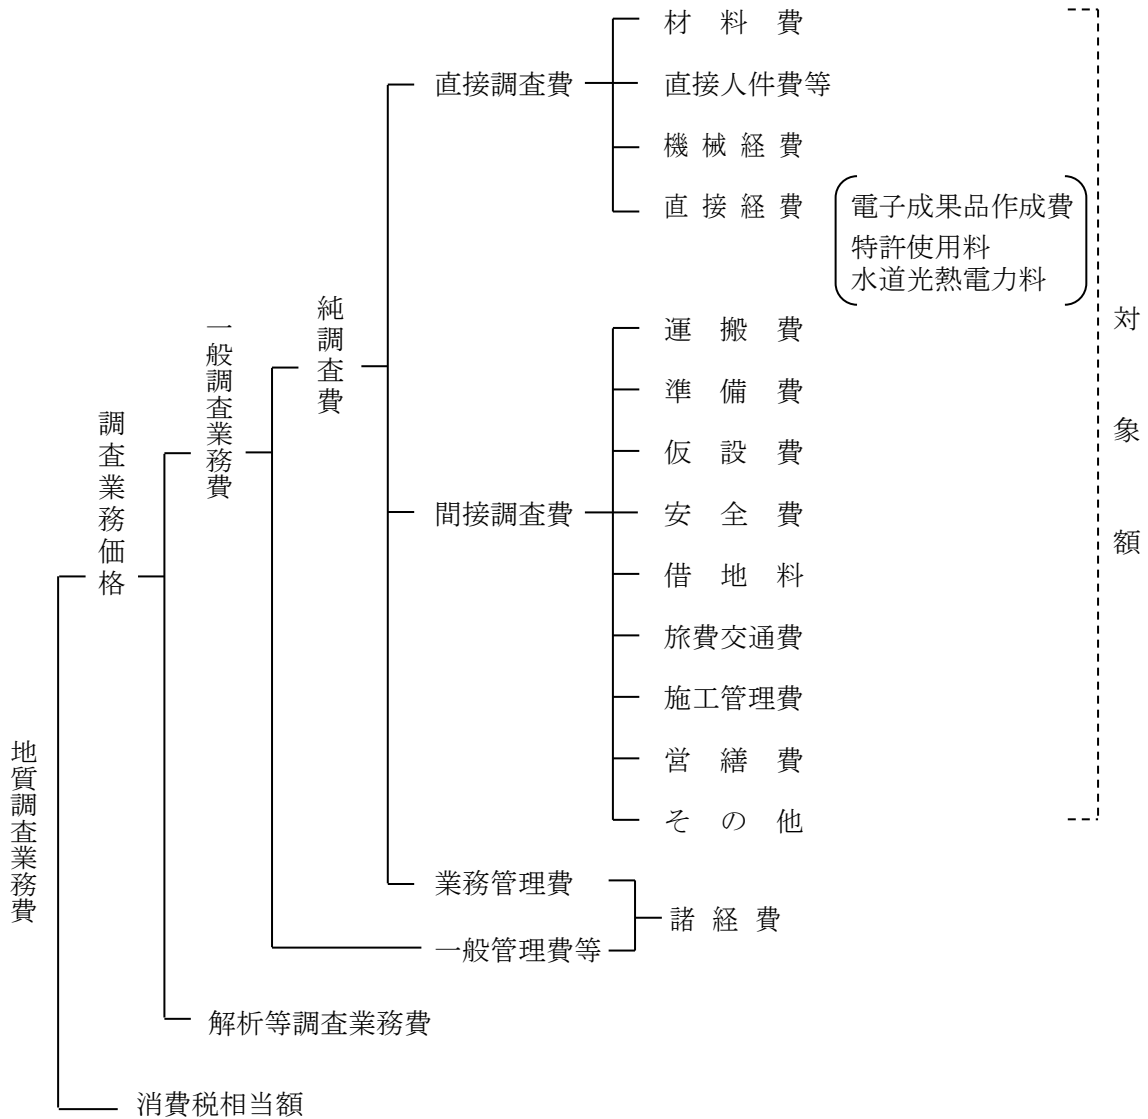 材 料 費
直接調査費
直接人件費等
機 械 経 費
直 接 経 費
電子成果品作成費
特許使用料
水道光熱電力料
純調査費
運 搬 費
対象額
一般調査業務費
準 備 費
調査業務価格
仮 設 費
間接調査費
安 全 費
借 地 料
旅費交通費
施工管理費
地質調査業務費
営 繕 費
そ の 他
業務管理費
諸 経 費
一般管理費等
解析等調査業務費
消費税相当額